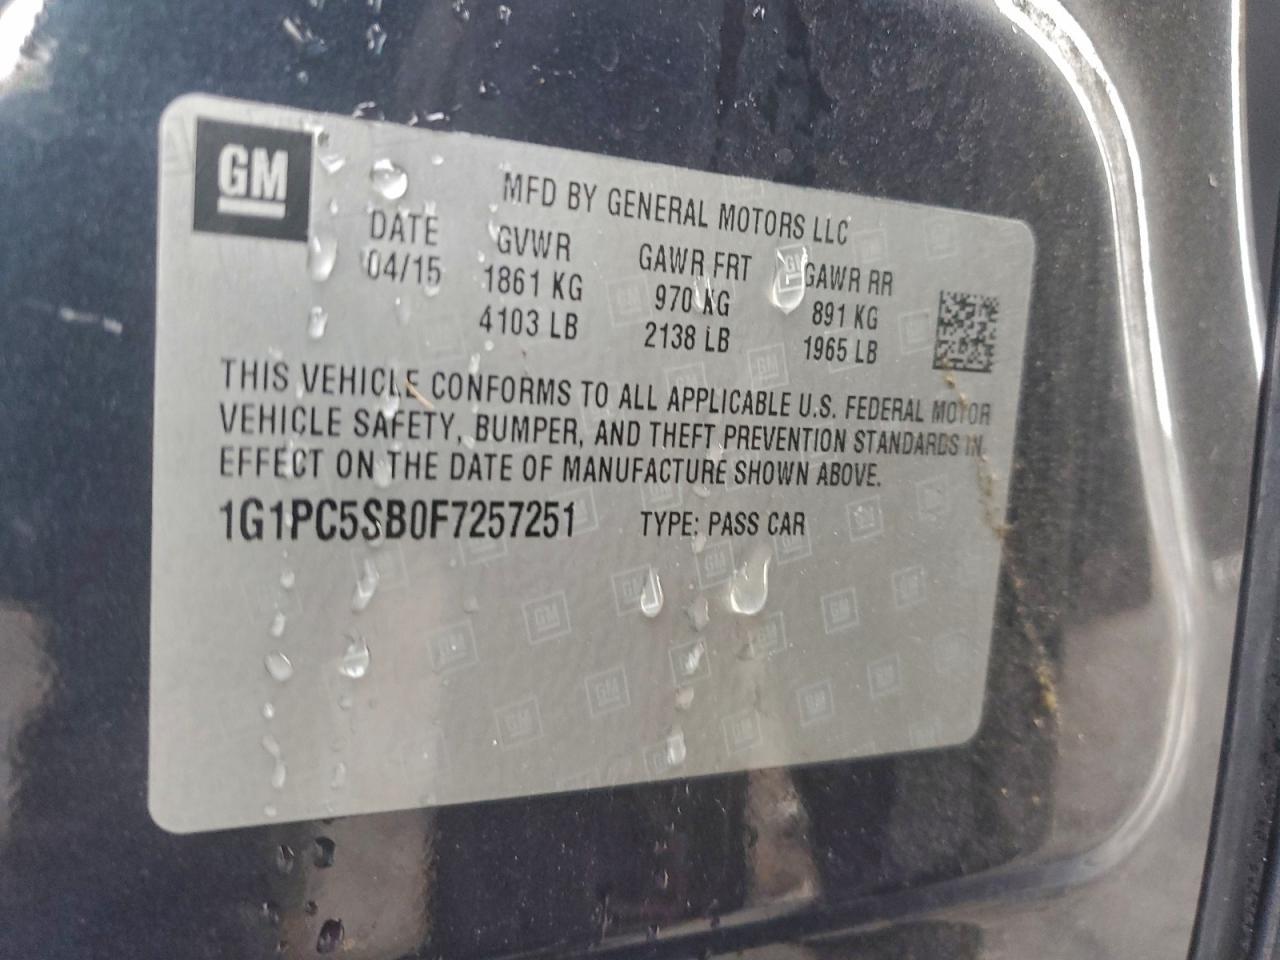 GM
MFD BY GENERAL MOTORS LLC
DATE GVWR GAWR FRT GAWR RR
04/15 1861 KG 970 KG 891 KG
4103 LB 2138 LB 1965 LB
THIS VEHICLE CONFORMS TO ALL APPLICABLE U.S. FEDERAL MOTOR
VEHICLE SAFETY, BUMPER, AND THEFT PREVENTION STANDARDS IN
EFFECT ON THE DATE OF MANUFACTURE SHOWN ABOVE.
1G1PC5SB0F7257251 TYPE: PASS CAR